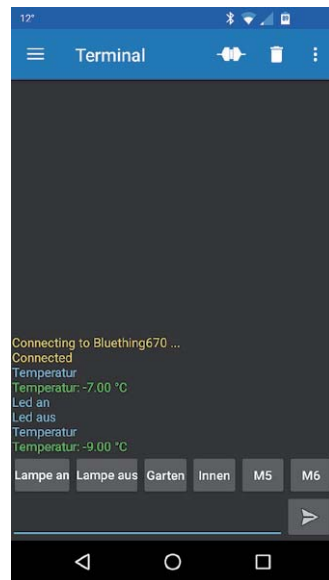 12°
Terminal
Connecting to Bluething670 ...
Connected
Temperatur
Temperatur: -7.00 °C
Led an
Led aus
Temperatur
Temperatur: -9.00 °C
Lampe an Lampe aus Garten Innen M5 M6